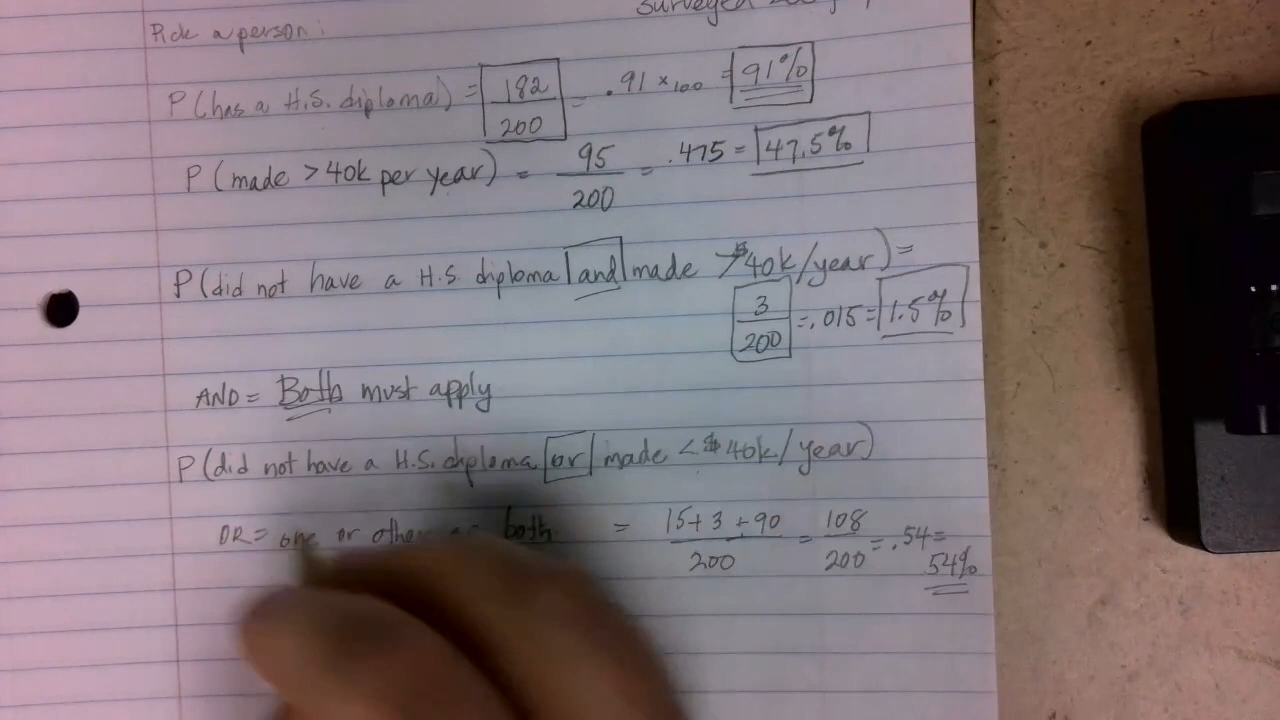 Surveyed
Pick a person:
P(has a H.S. diploma) = 182/200 = .91 × 100 = 91%
P(made >40k per year) = 95/200 = .475 = 47.5%
P(did not have a H.S. diploma and made >$40k/year) =
3/200 = .015 = 1.5%
AND = Both must apply
P(did not have a H.S. diploma or made <$40k/year)
OR = one or other both = 15+3+90/200 = 108/200 = .54 =
54%